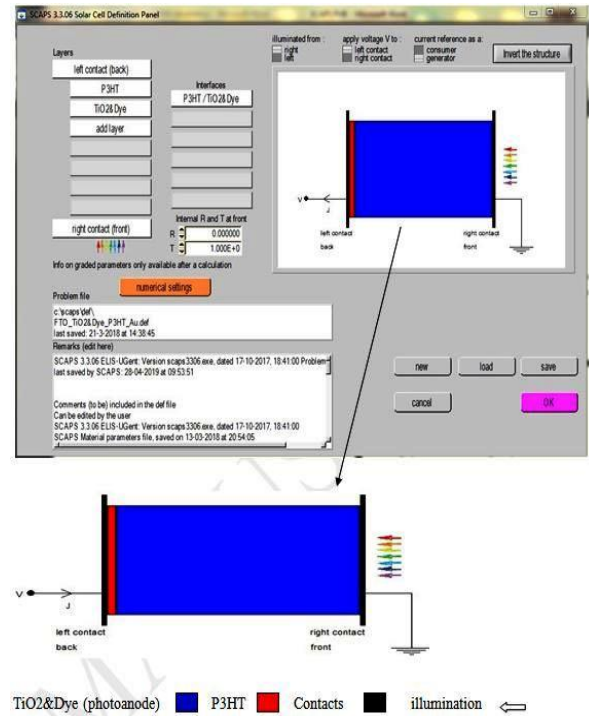 SCAPS 3.3.06 Solar Cell Definition Panel
Layers
left contact (back)
P3HT
TiO2&Dye
add layer
right contact (front)
Interfaces
P3HT /TiO2&Dye
Internal R and T at front
R 0.000000
T 1.000E+0
Info on graded parameters only available after a calculation
numerical settings
illuminated from :
right
left
apply voltage V to :
left contact
right contact
current reference as a:
consumer
generator
Invert the structure
V
J
left contact
back
right contact
front
Problem file
c:\scaps\def\
FTO_TiO2&Dye_P3HT_Au.def
last saved: 21-3-2018 at 14:38:45
Remarks (edit here)
SCAPS 3.3.06 ELIS-UGent: Version scaps3306.exe, dated 17-10-2017, 18:41:00 Problem
last saved by SCAPS: 28-04-2019 at 09:53:51
Comments (to be) included in the def file
Can be edited by the user
SCAPS 3.3.06 ELIS-UGent: Version scaps3306.exe, dated 17-10-2017, 18:41:00
SCAPS Material parameters file, saved on 13-03-2018 at 20:54:05
new
load
save
cancel
OK
V
J
left contact
back
right contact
front
TiO2&Dye (photoanode) P3HT Contacts illumination